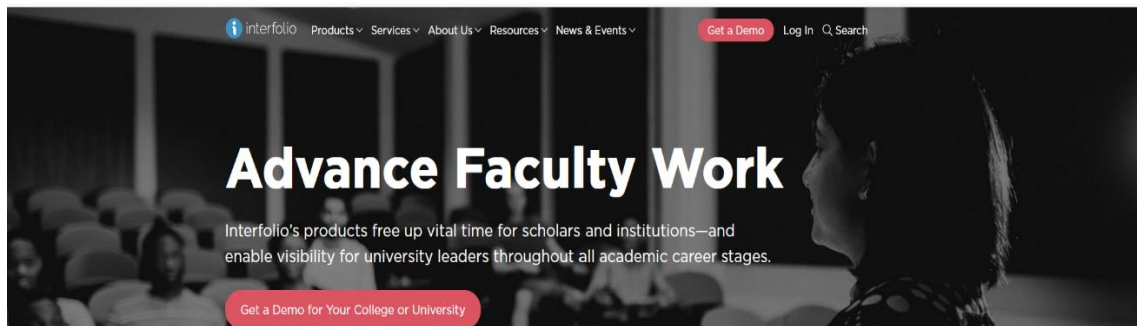 interfolio Products Services About Us Resources News & Events Get a Demo Log In Search
Advance Faculty Work
Interfolio's products free up vital time for scholars and institutions—and
enable visibility for university leaders throughout all academic career stages.
Get a Demo for Your College or University